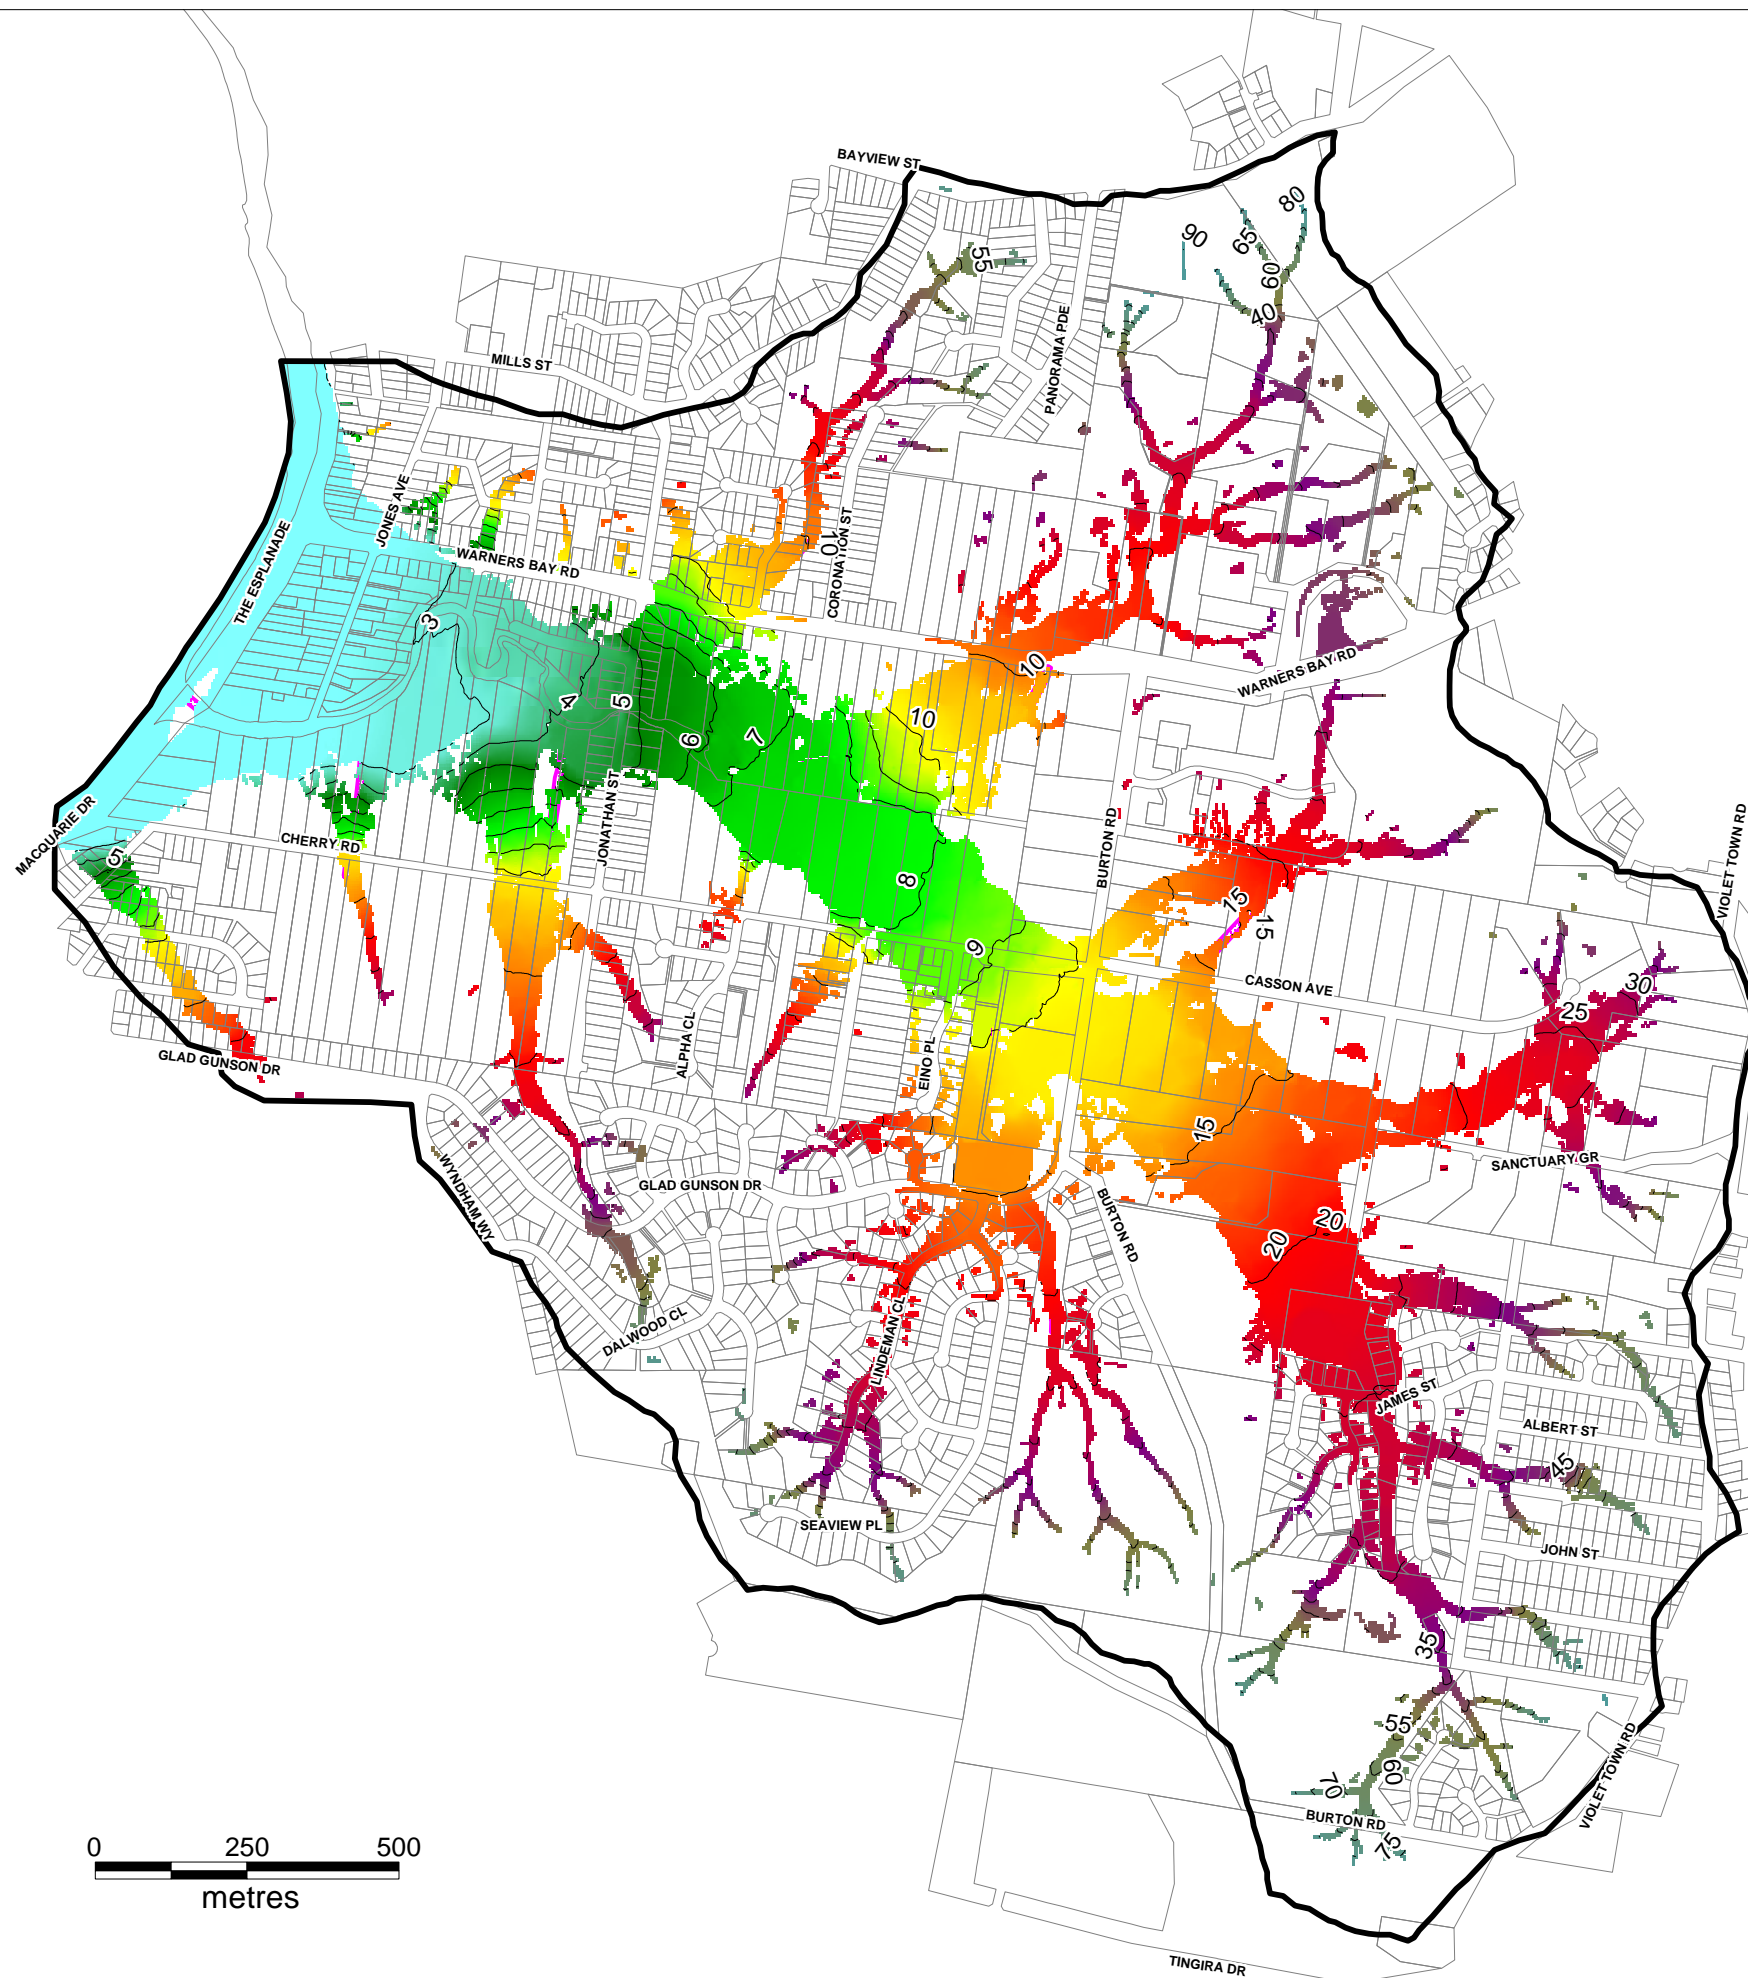 BAYVIEW ST
80
90
65
55
60
40
PANORAMA PDE
MILLS ST
JONES AVE
THE ESPLANADE
WARNERS BAY RD
10
CORONATION ST
3
10
WARNERS BAY RD
4
5
6
7
10
MACQUARIE DR
CHERRY RD
JONATHAN ST
BURTON RD
VIOLET TOWN RD
5
8
15
15
9
CASSON AVE
30
25
GLAD GUNSON DR
ALPHA CL
EINO PL
15
SANCTUARY GR
WYNDHAM WY
GLAD GUNSON DR
BURTON RD
20
20
DALWOOD CL
LINDEMAN CL
JAMES ST
ALBERT ST
45
SEAVIEW PL
JOHN ST
35
55
60
70
VIOLET TOWN RD
BURTON RD
75
0 250 500
metres
TINGIRA DR